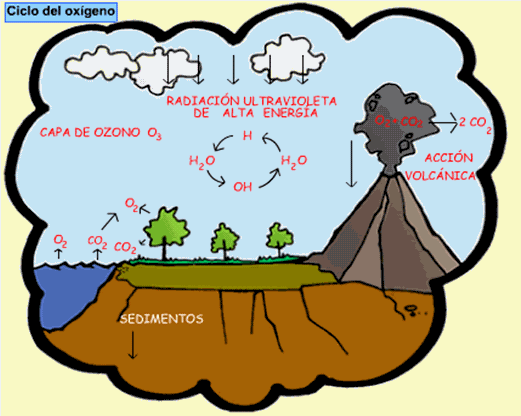 Ciclo del oxígeno
RADIACIÓN ULTRAVIOLETA
DE ALTA ENERGÍA
CAPA DE OZONO O₃
H
H₂O
H₂O
OH
O₂ + CO₂
2 CO₂
ACCIÓN
VOLCÁNICA
O₂
O₂
CO₂
CO₂
SEDIMENTOS